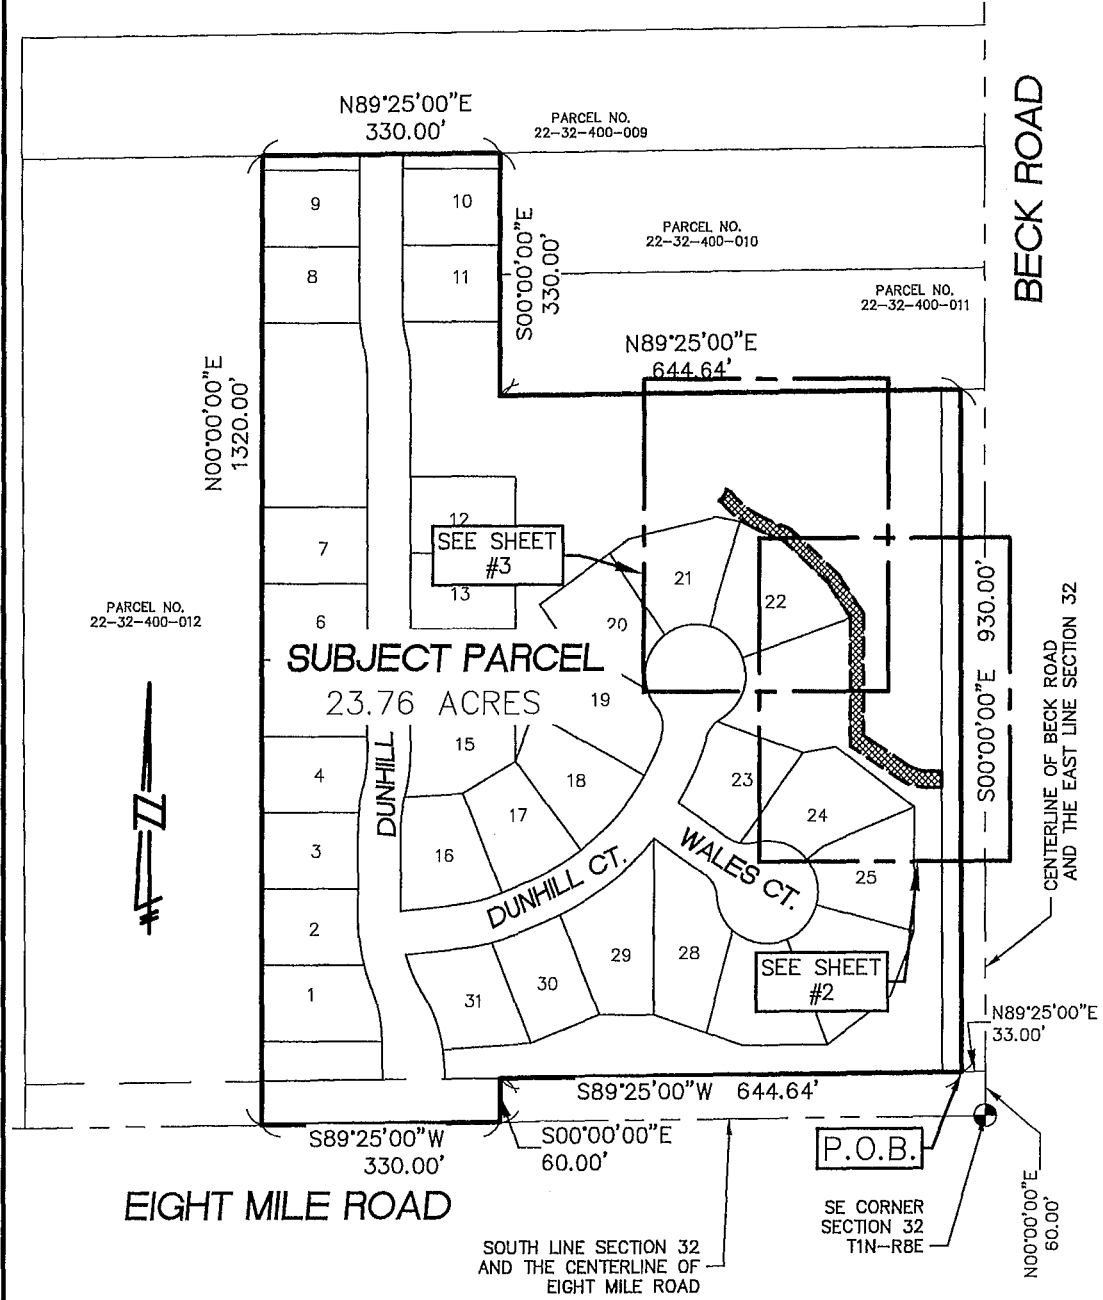 N89°25'00"E
330.00'
PARCEL NO.
22-32-400-009
BECK ROAD
9
10
PARCEL NO.
22-32-400-010
S00°00'00"E
330.00'
8
11
PARCEL NO.
22-32-400-011
N89°25'00"E
644.64'
N00°00'00"E
1320.00'
12
SEE SHEET
#3
7
21
13
22
PARCEL NO.
22-32-400-012
6
20
S00°00'00"E 930.00'
CENTERLINE OF BECK ROAD
AND THE EAST LINE SECTION 32
SUBJECT PARCEL
23.76 ACRES
19
15
DUNHILL
4
18
23
17
24
3
16
WALES CT.
25
DUNHILL CT.
2
29
28
SEE SHEET
#2
1
31
30
N89°25'00"E
33.00'
S89°25'00"W 644.64'
S89°25'00"W
330.00'
S00°00'00"E
60.00'
P.O.B.
EIGHT MILE ROAD
SE CORNER
SECTION 32
T1N-R8E
N00°00'00"E
60.00'
SOUTH LINE SECTION 32
AND THE CENTERLINE OF
EIGHT MILE ROAD
N